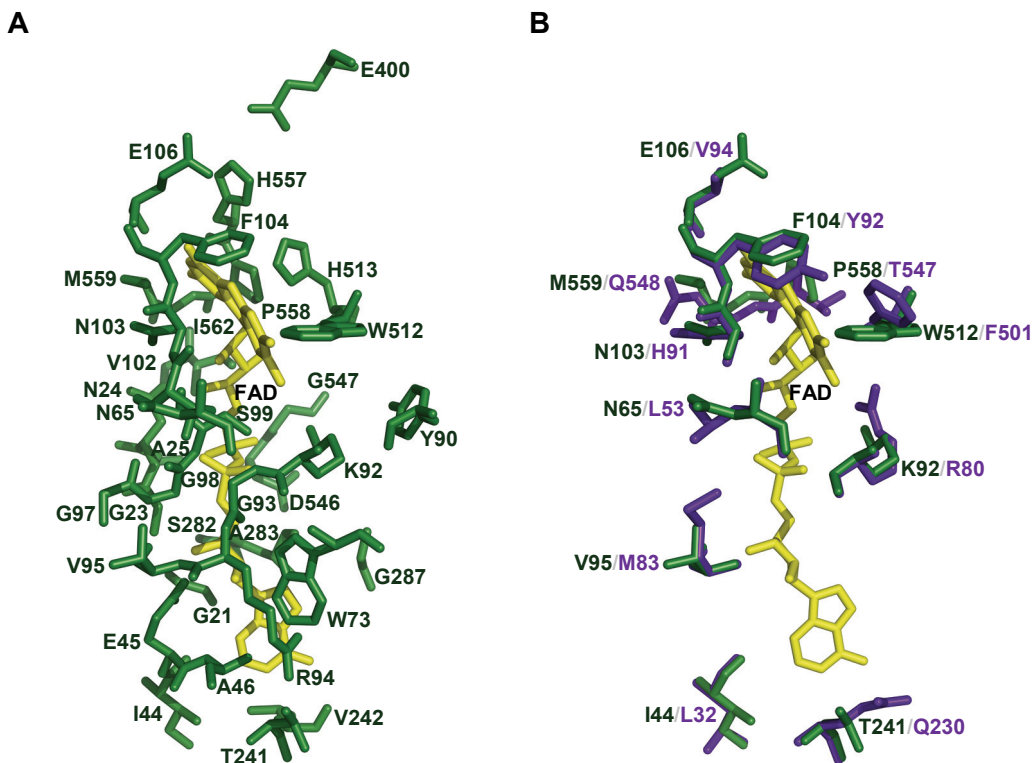 A
E400
E106
H557
F104
H513
M559
P558
N103
I562
W512
V102
G547
N24
FAD
N65
S99
Y90
A25
K92
G98
D546
G97
G23
G93
S282
A283
V95
G287
G21
W73
E45
R94
A46
I44
V242
T241
B
E106/V94
F104/Y92
P558/T547
M559/Q548
W512/F501
N103/H91
FAD
N65/L53
K92/R80
V95/M83
I44/L32
T241/Q230